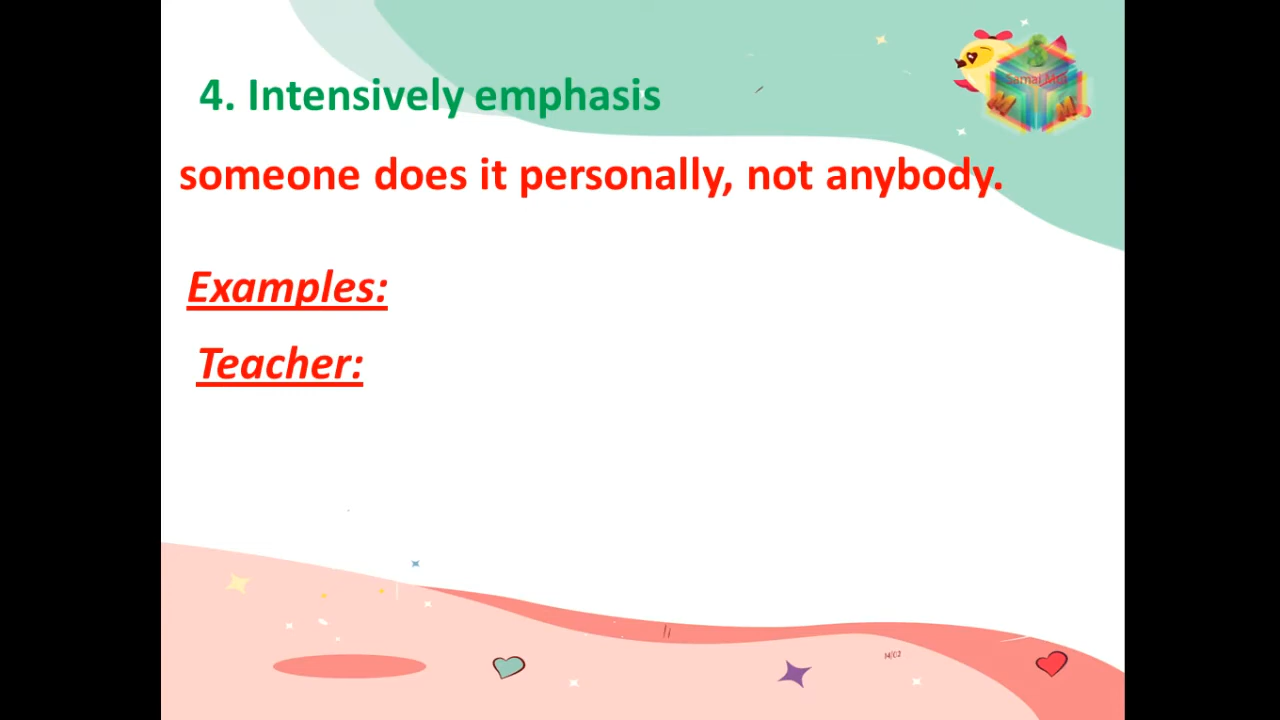 4. Intensively emphasis
someone does it personally, not anybody.
Examples:
Teacher: